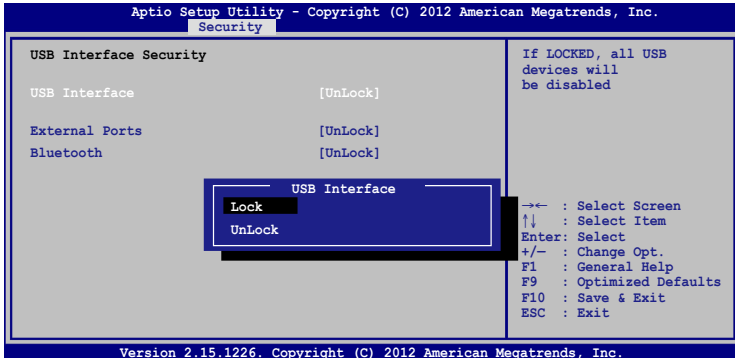 Aptio Setup Utility - Copyright (C) 2012 American Megatrends, Inc.
Security
USB Interface Security
USB Interface [UnLock]
External Ports [UnLock]
Bluetooth [UnLock]
USB Interface
Lock
UnLock
If LOCKED, all USB
devices will
be disabled
→← : Select Screen
↑↓ : Select Item
Enter: Select
+/— : Change Opt.
F1 : General Help
F9 : Optimized Defaults
F10 : Save & Exit
ESC : Exit
Version 2.15.1226. Copyright (C) 2012 American Megatrends, Inc.